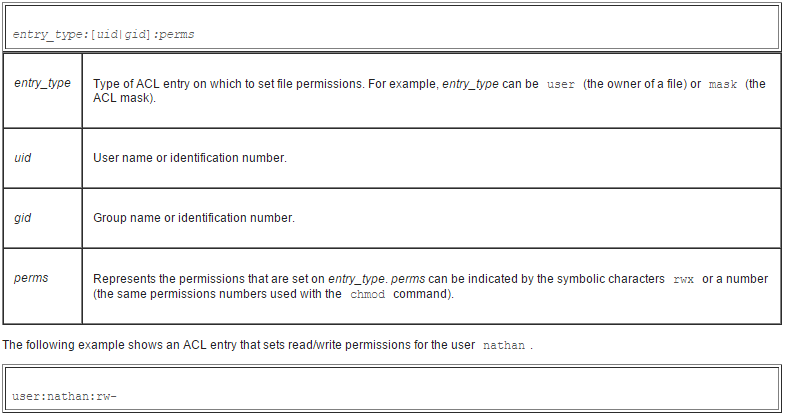 entry_type:[uid|gid]:perms
entry_type
Type of ACL entry on which to set file permissions. For example, entry_type can be user (the owner of a file) or mask (the
ACL mask).
uid
User name or identification number.
gid
Group name or identification number.
perms
Represents the permissions that are set on entry_type. perms can be indicated by the symbolic characters rwx or a number
(the same permissions numbers used with the chmod command).
The following example shows an ACL entry that sets read/write permissions for the user nathan .
user:nathan:rw-